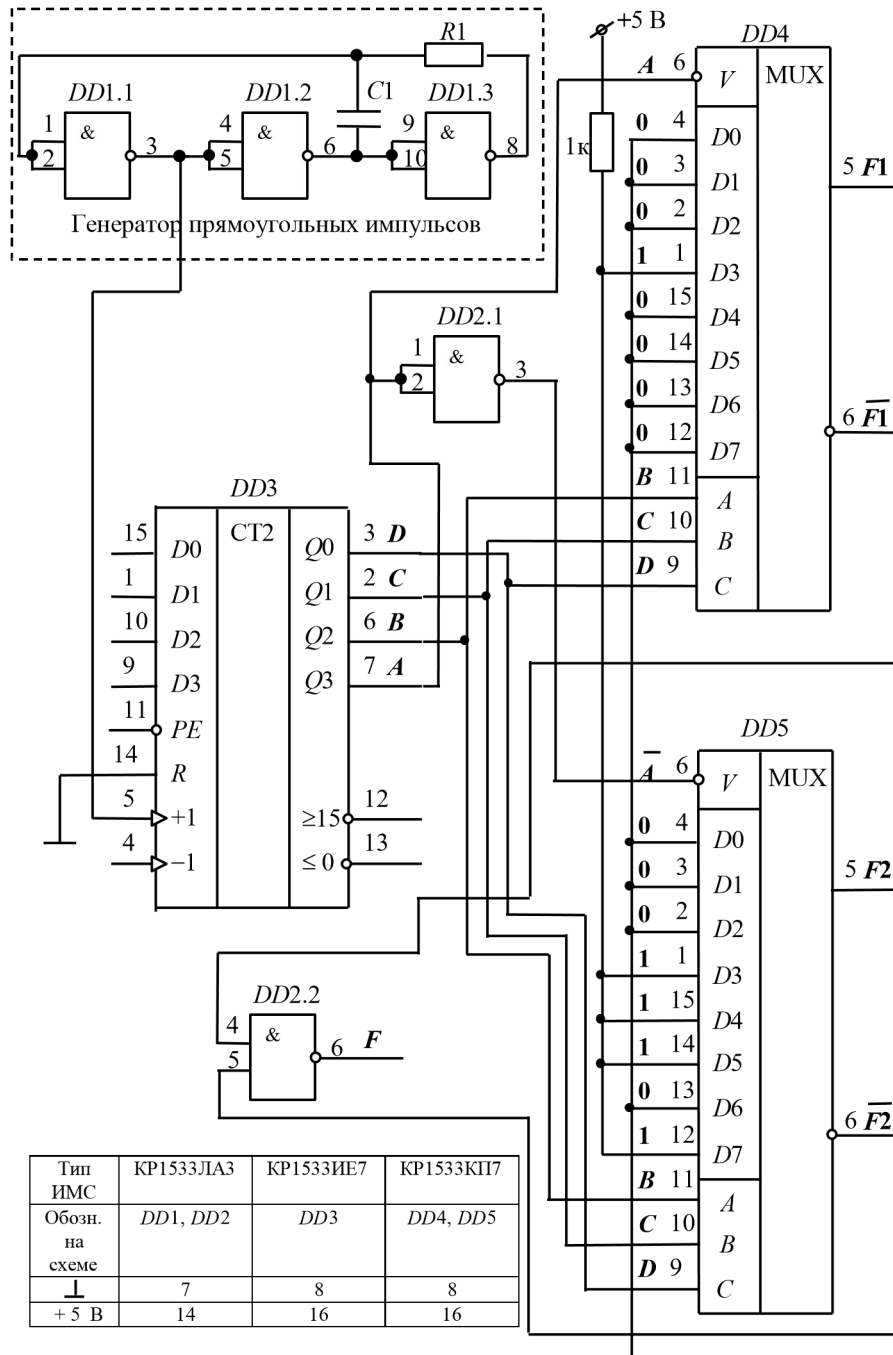 R1
+5 В
DD4
DD1.1
DD1.2
C1
DD1.3
1
2
&
3
4
5
&
6
9
10
&
8
Генератор прямоугольных импульсов
1к
A 6
V
MUX
0 4 D0
0 3 D1
0 2 D2
1 1 D3
0 15 D4
0 14 D5
0 13 D6
0 12 D7
B 11 A
C 10 B
D 9 C
5 F1
6 F1̅
DD2.1
1
2
&
3
DD3
CT2
15 D0
1 D1
10 D2
9 D3
11 PE
14 R
5 +1
4 –1
Q0 3 D
Q1 2 C
Q2 6 B
Q3 7 A
≥15 12
≤ 0 13
DD5
A̅ 6
V
MUX
0 4 D0
0 3 D1
0 2 D2
1 1 D3
1 15 D4
1 14 D5
0 13 D6
1 12 D7
B 11 A
C 10 B
D 9 C
5 F2
6 F2̅
DD2.2
4
5
&
6 F
Тип ИМС КР1533ЛА3 КР1533ИЕ7 КР1533КП7
Обозн. на схеме DD1, DD2 DD3 DD4, DD5
⊥ 7 8 8
+ 5 В 14 16 16